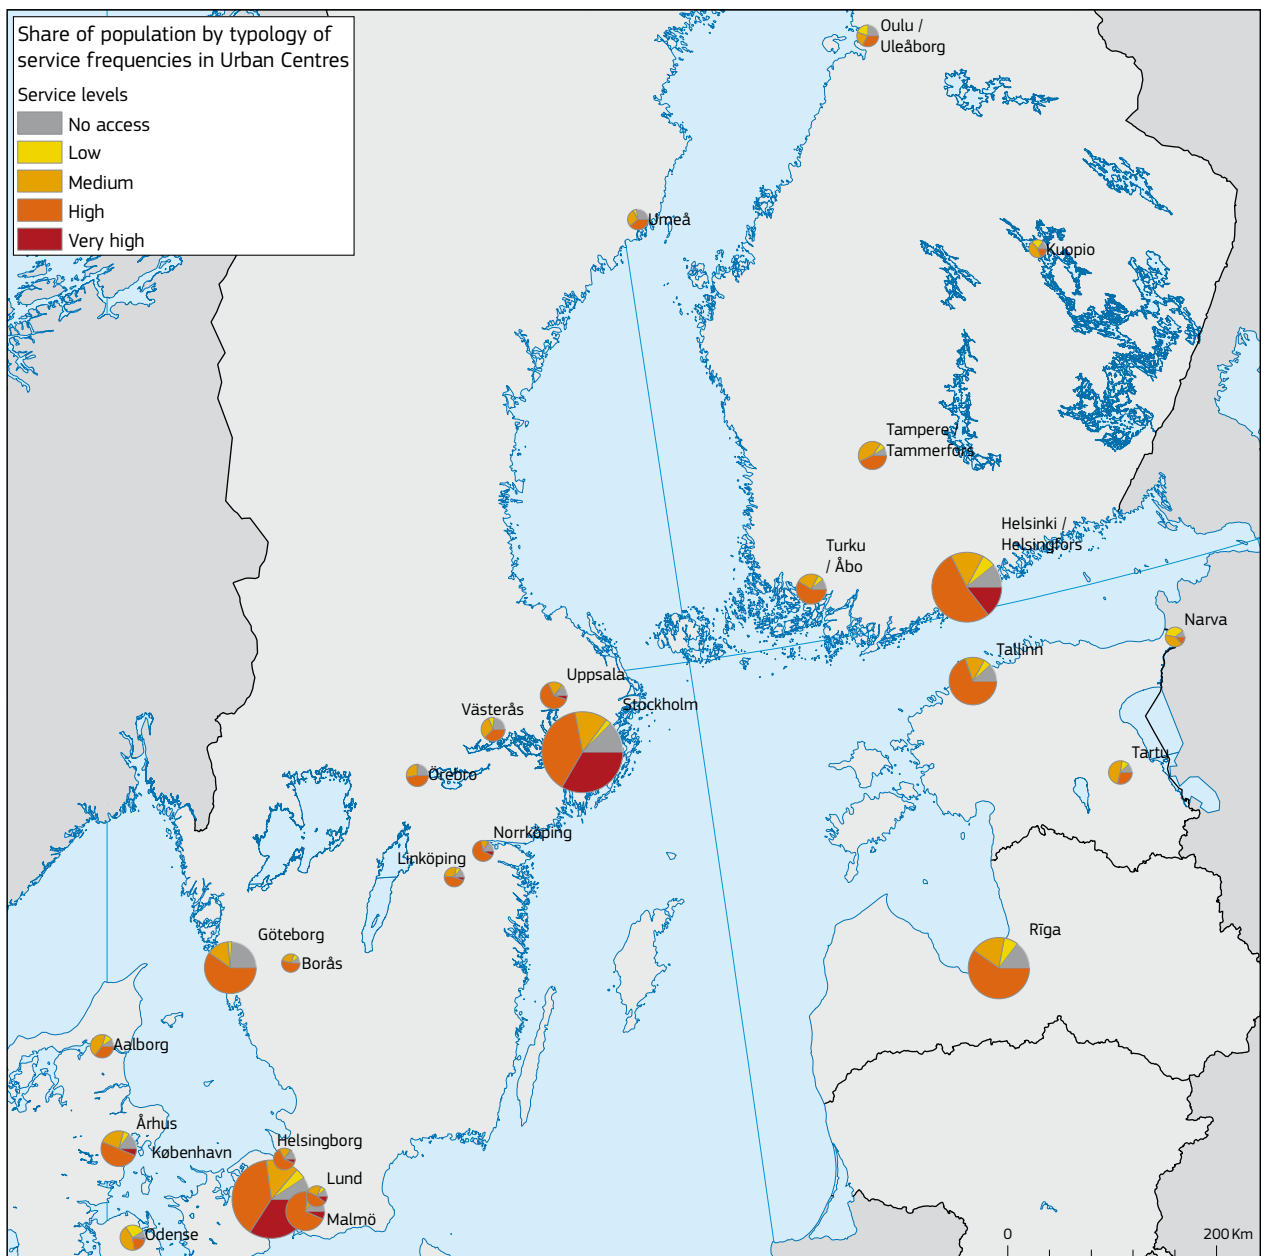 Share of population by typology of
service frequencies in Urban Centres
Service levels
No access
Low
Medium
High
Very high
Oulu /
Uleåborg
Umeå
Kuopio
Tampere /
Tammerfors
Helsinki /
Helsingfors
Turku
/ Åbo
Narva
Tallinn
Uppsala
Stockholm
Västerås
Örebro
Tartu
Norrköping
Linköping
Göteborg
Borås
Rīga
Aalborg
Århus
København
Helsingborg
Lund
Malmö
Odense
0
200 Km